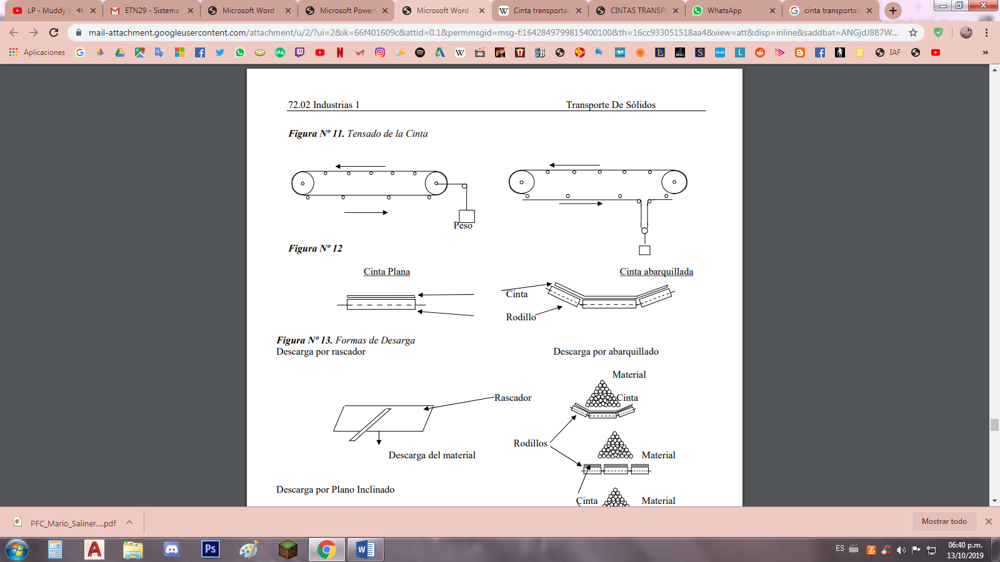 LP - Muddy W
ETN29 - Sistema
Microsoft Word -
Microsoft PowerP
Microsoft Word -
Cinta transportad
CINTAS TRANSPO
WhatsApp
cinta transportad
mail-attachment.googleusercontent.com/attachment/u/2/?ui=2&ik=66f401609c&attid=0.1&permmsgid=msg-f:1642849799815400100&th=16cc933051518aa4&view=att&disp=inline&saddbat=ANGjdJ8B7W...
Aplicaciones
IAF
»
72.02 Industrias 1 Transporte De Sólidos
Figura Nº 11. Tensado de la Cinta
Peso
Figura Nº 12
Cinta Plana Cinta abarquillada
Cinta
Rodillo
Figura Nº 13. Formas de Desarga
Descarga por rascador Descarga por abarquillado
Material
Rascador Cinta
Rodillos
Descarga del material Material
Descarga por Plano Inclinado
Cinta Material
PFC_Mario_Saliner....pdf
Mostrar todo
ES
06:40 p.m.
13/10/2019